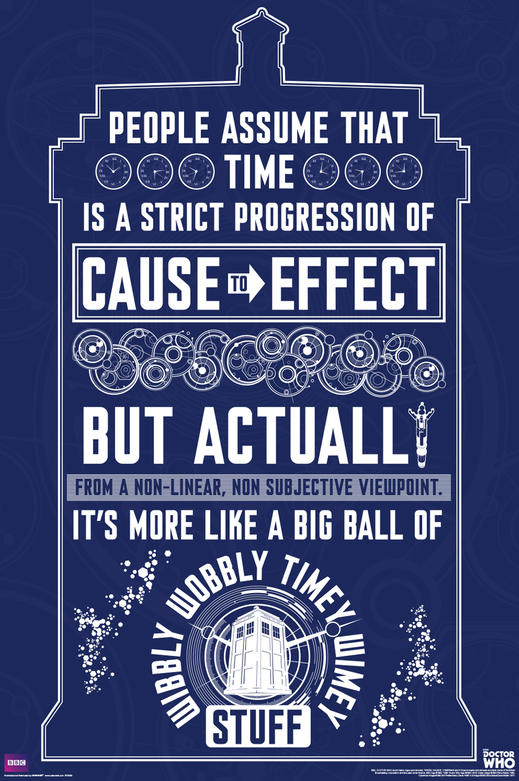 PEOPLE ASSUME THAT
TIME
IS A STRICT PROGRESSION OF
CAUSE TO EFFECT
BUT ACTUALL
FROM A NON-LINEAR, NON SUBJECTIVE VIEWPOINT.
IT'S MORE LIKE A BIG BALL OF
WIBBLY WOBBLY TIMEY WIMEY
STUFF
BBC
DOCTOR
WHO